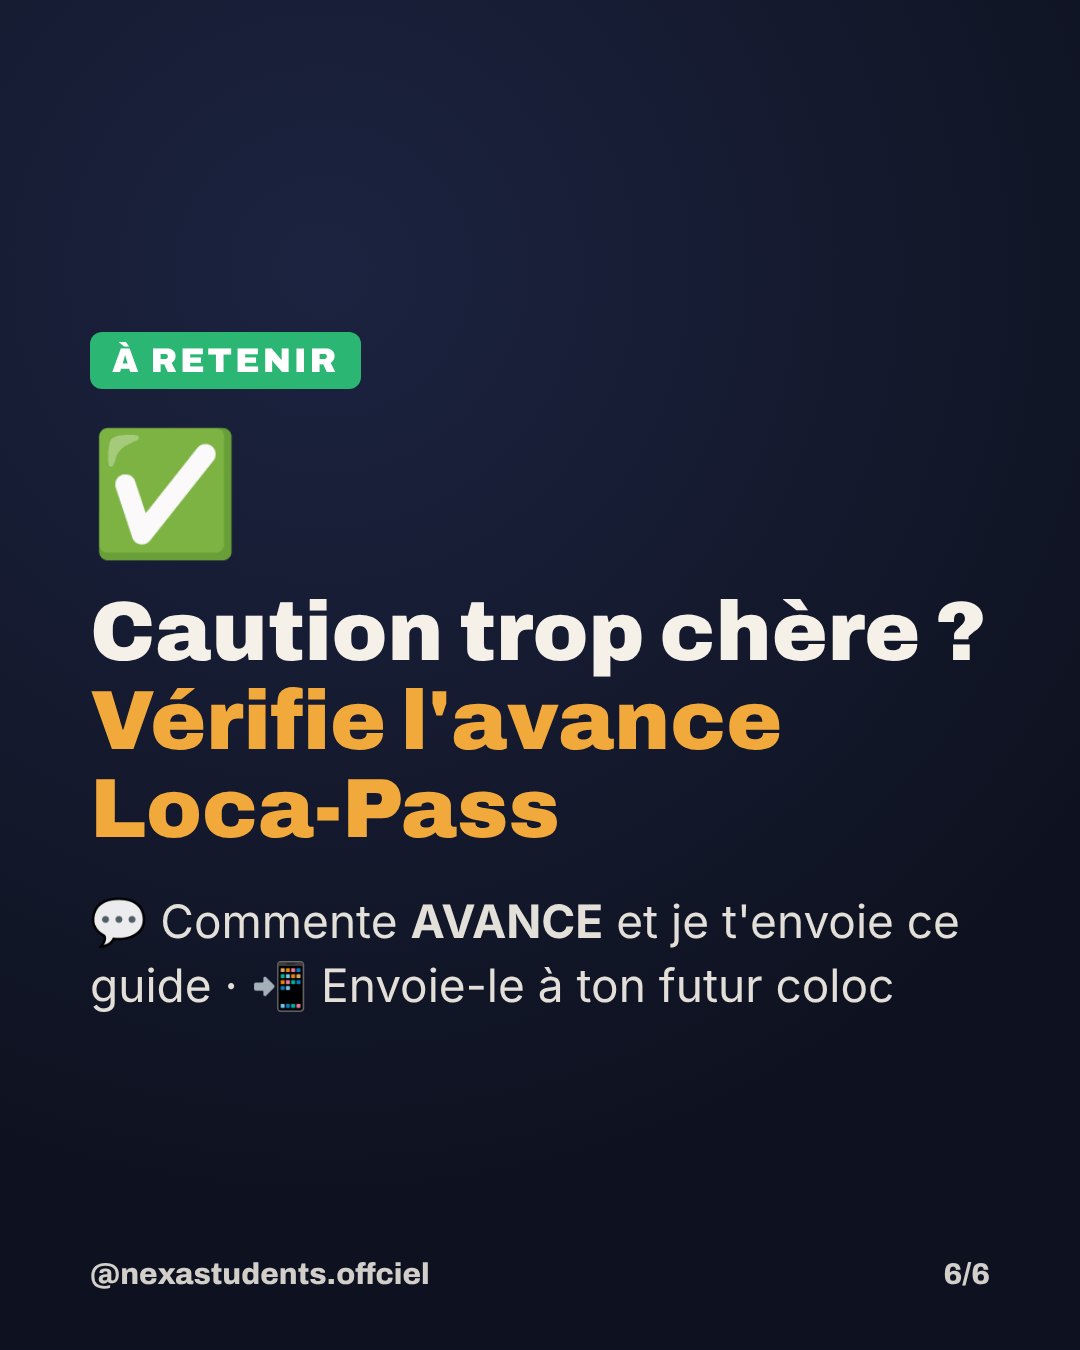 À RETENIR
Caution trop chère ?
Vérifie l'avance
Loca-Pass
💬 Commente AVANCE et je t'envoie ce
guide · 📲 Envoie-le à ton futur coloc
@nexastudents.offciel
6/6